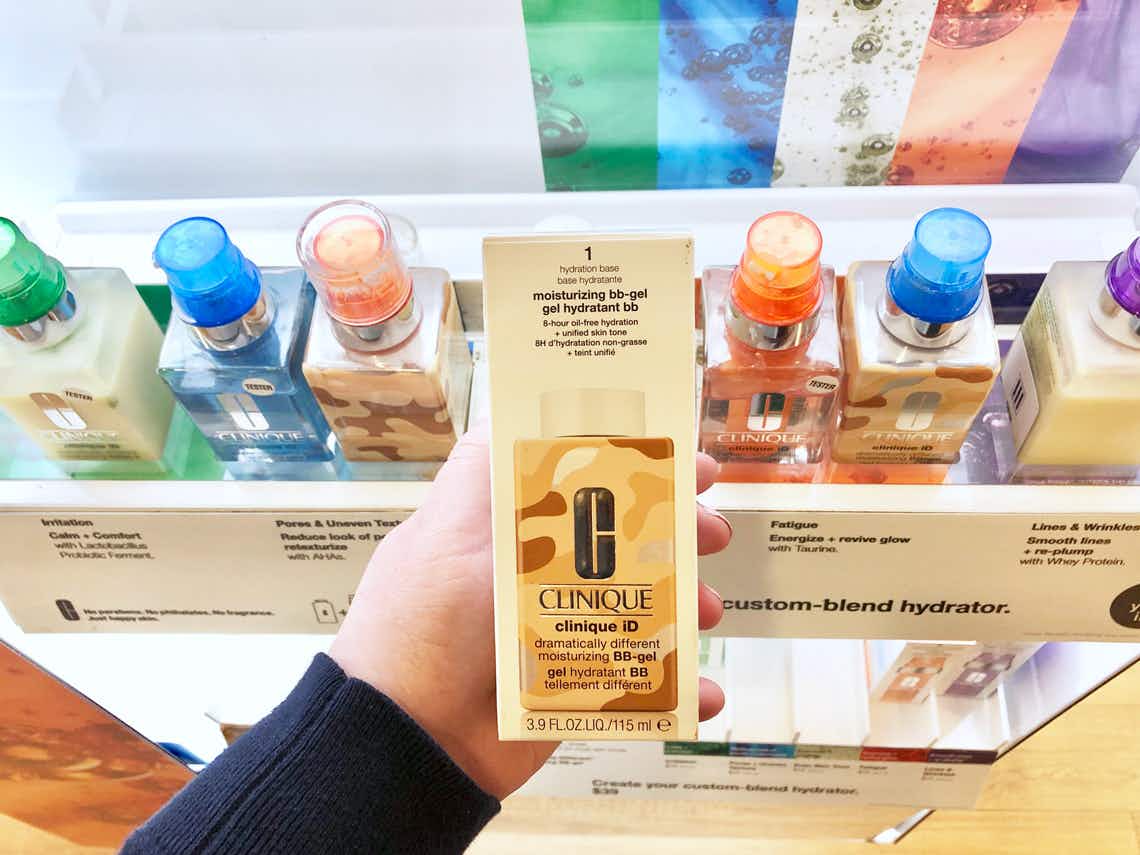 1
hydration base
base hydratante
moisturizing bb-gel
gel hydratant bb
8-hour oil-free hydration
+ unified skin tone
8H d'hydratation non-grasse
+ teint unifié
CLINIQUE
clinique iD
dramatically different
moisturizing BB-gel
gel hydratant BB
tellement différent
3.9 FL.OZ.LIQ./115 ml e
TESTER
CLINIQUE
TESTER
CLINIQUE
TESTER
CLINIQUE
clinique iD
CLINIQUE
clinique iD
Irritation
Calm + Comfort
with Lactobacillus
Probiotic Ferment.
No parabens. No phthalates. No fragrance.
Just happy skin.
Pores & Uneven Text
Reduce look of p
retexturize
with AHAs.
Fatigue
Energize + revive glow
with Taurine.
Lines & Wrinkles
Smooth lines
+ re-plump
with Whey Protein.
custom-blend hydrator.
Create your custom-blend hydrator.
$39